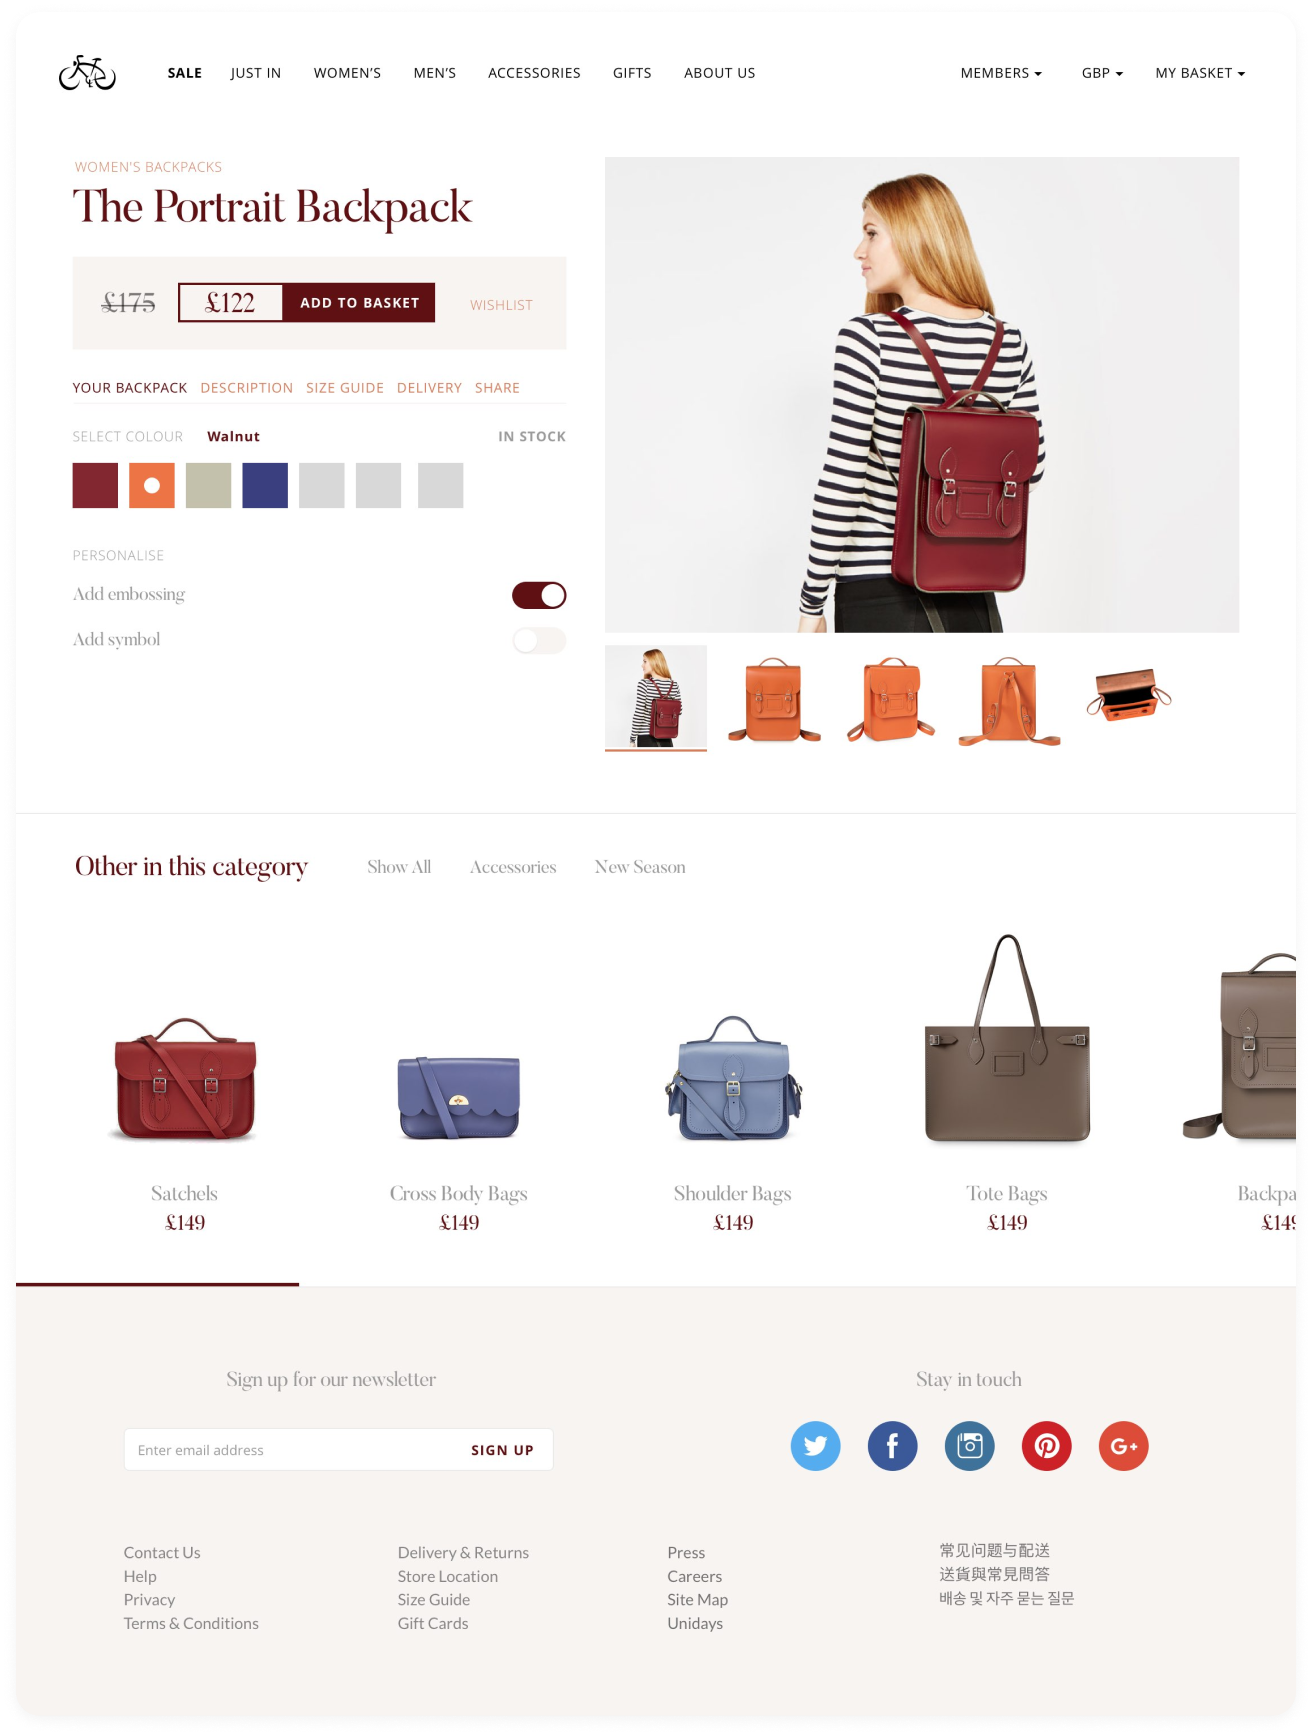 SALE JUST IN WOMEN'S MEN'S ACCESSORIES GIFTS ABOUT US MEMBERS GBP MY BASKET
WOMEN'S BACKPACKS
The Portrait Backpack
£175 £122 ADD TO BASKET WISHLIST
YOUR BACKPACK DESCRIPTION SIZE GUIDE DELIVERY SHARE
SELECT COLOUR Walnut IN STOCK
PERSONALISE
Add embossing
Add symbol
Other in this category Show All Accessories New Season
Satchels Cross Body Bags Shoulder Bags Tote Bags Backpa
£149 £149 £149 £149 £149
Sign up for our newsletter
Enter email address SIGN UP
Stay in touch
Contact Us
Help
Privacy
Terms & Conditions
Delivery & Returns
Store Location
Size Guide
Gift Cards
Press
Careers
Site Map
Unidays
常见问题与配送
送貨與常見問答
배송 및 자주 묻는 질문